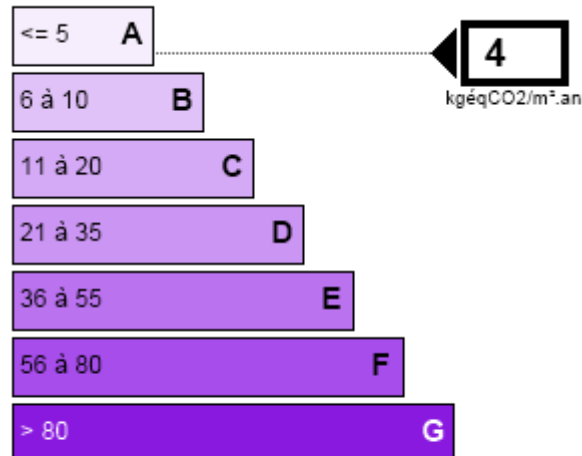 <= 5 A
4
kgéqCO2/m².an
6 à 10 B
11 à 20 C
21 à 35 D
36 à 55 E
56 à 80 F
> 80 G